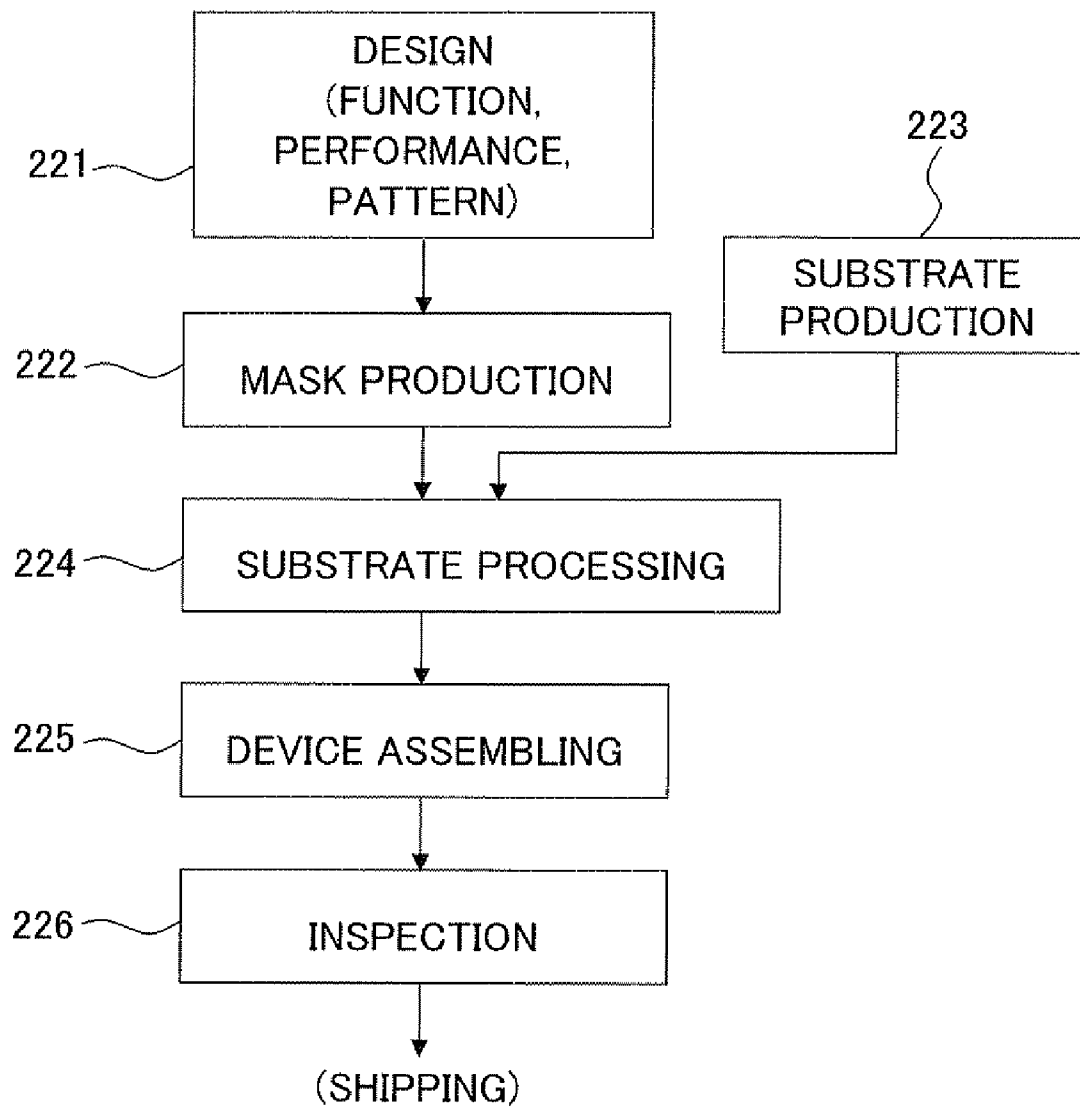 DESIGN
(FUNCTION,
PERFORMANCE,
PATTERN)
221
223
SUBSTRATE
PRODUCTION
222
MASK PRODUCTION
224
SUBSTRATE PROCESSING
225
DEVICE ASSEMBLING
226
INSPECTION
(SHIPPING)